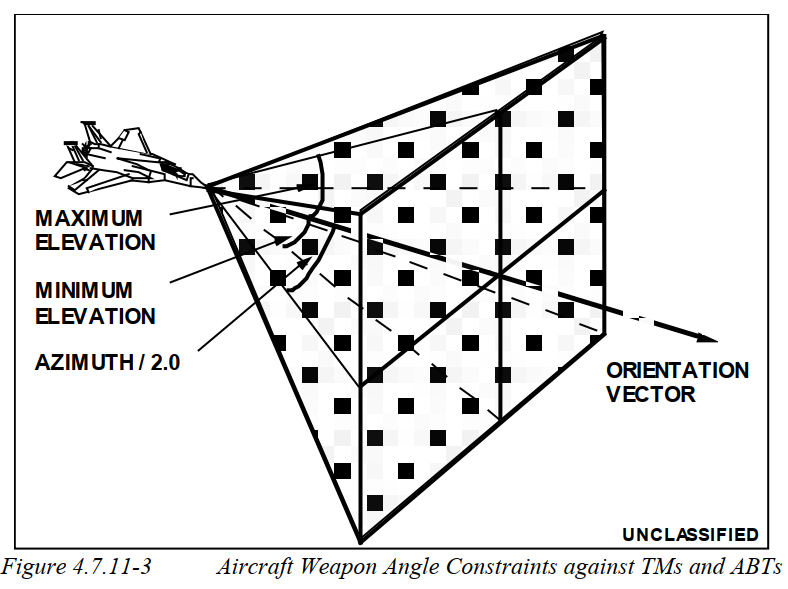 MAXIMUM
ELEVATION
MINIMUM
ELEVATION
AZIMUTH / 2.0
ORIENTATION
VECTOR
UNCLASSIFIED
Figure 4.7.11-3 Aircraft Weapon Angle Constraints against TMs and ABTs